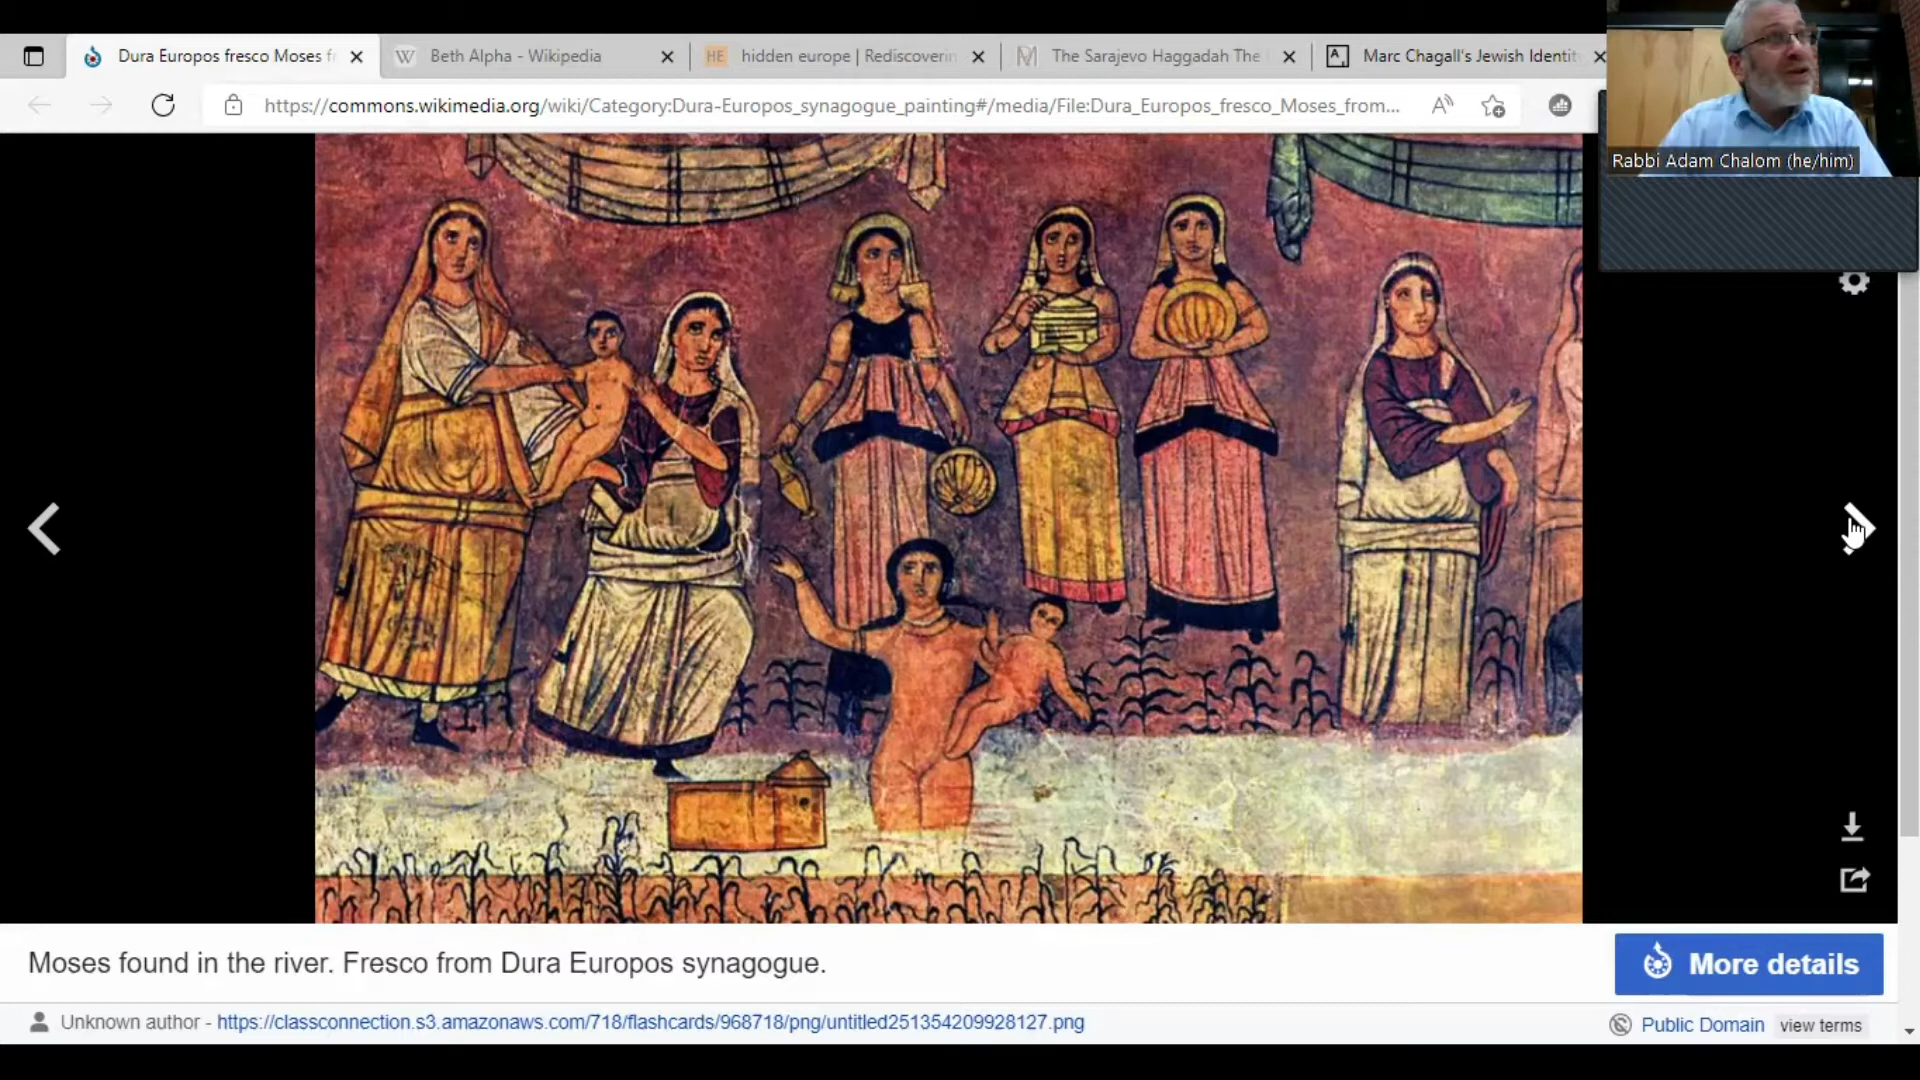 Dura Europos fresco Moses f
Beth Alpha - Wikipedia
HE hidden europe | Rediscoverin
The Sarajevo Haggadah The
Marc Chagall's Jewish Identit
https://commons.wikimedia.org/wiki/Category:Dura-Europos_synagogue_painting#/media/File:Dura_Europos_fresco_Moses_from...
Rabbi Adam Chalom (he/him)
Moses found in the river. Fresco from Dura Europos synagogue.
More details
Unknown author - https://classconnection.s3.amazonaws.com/718/flashcards/968718/png/untitled251354209928127.png
Public Domain view terms